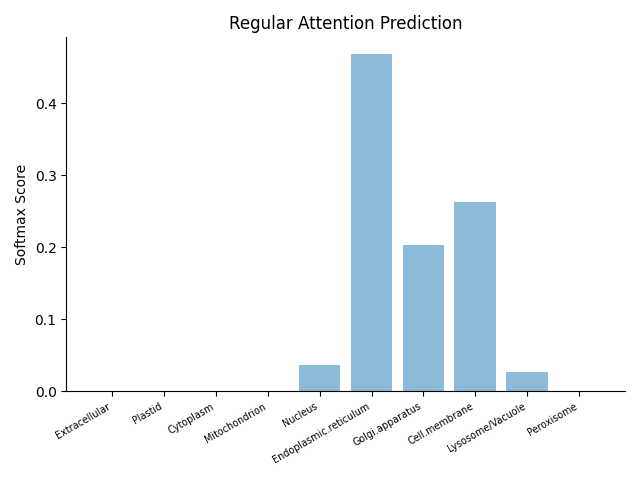 Regular Attention Prediction
Softmax Score
0.4
0.3
0.2
0.1
0.0
Extracellular
Plastid
Cytoplasm
Mitochondrion
Nucleus
Endoplasmic.reticulum
Golgi.apparatus
Cell.membrane
Lysosome/Vacuole
Peroxisome